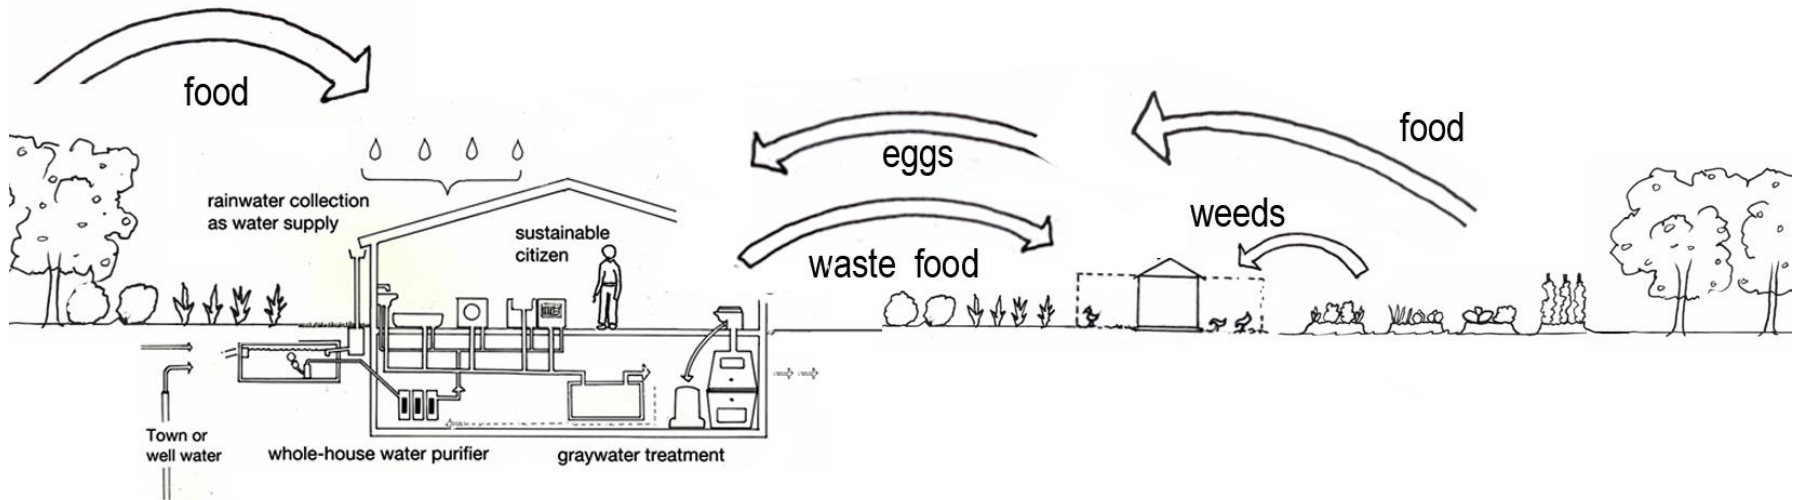 food
rainwater collection
as water supply
sustainable
citizen
eggs
waste food
food
weeds
Town or
well water
whole-house water purifier
graywater treatment